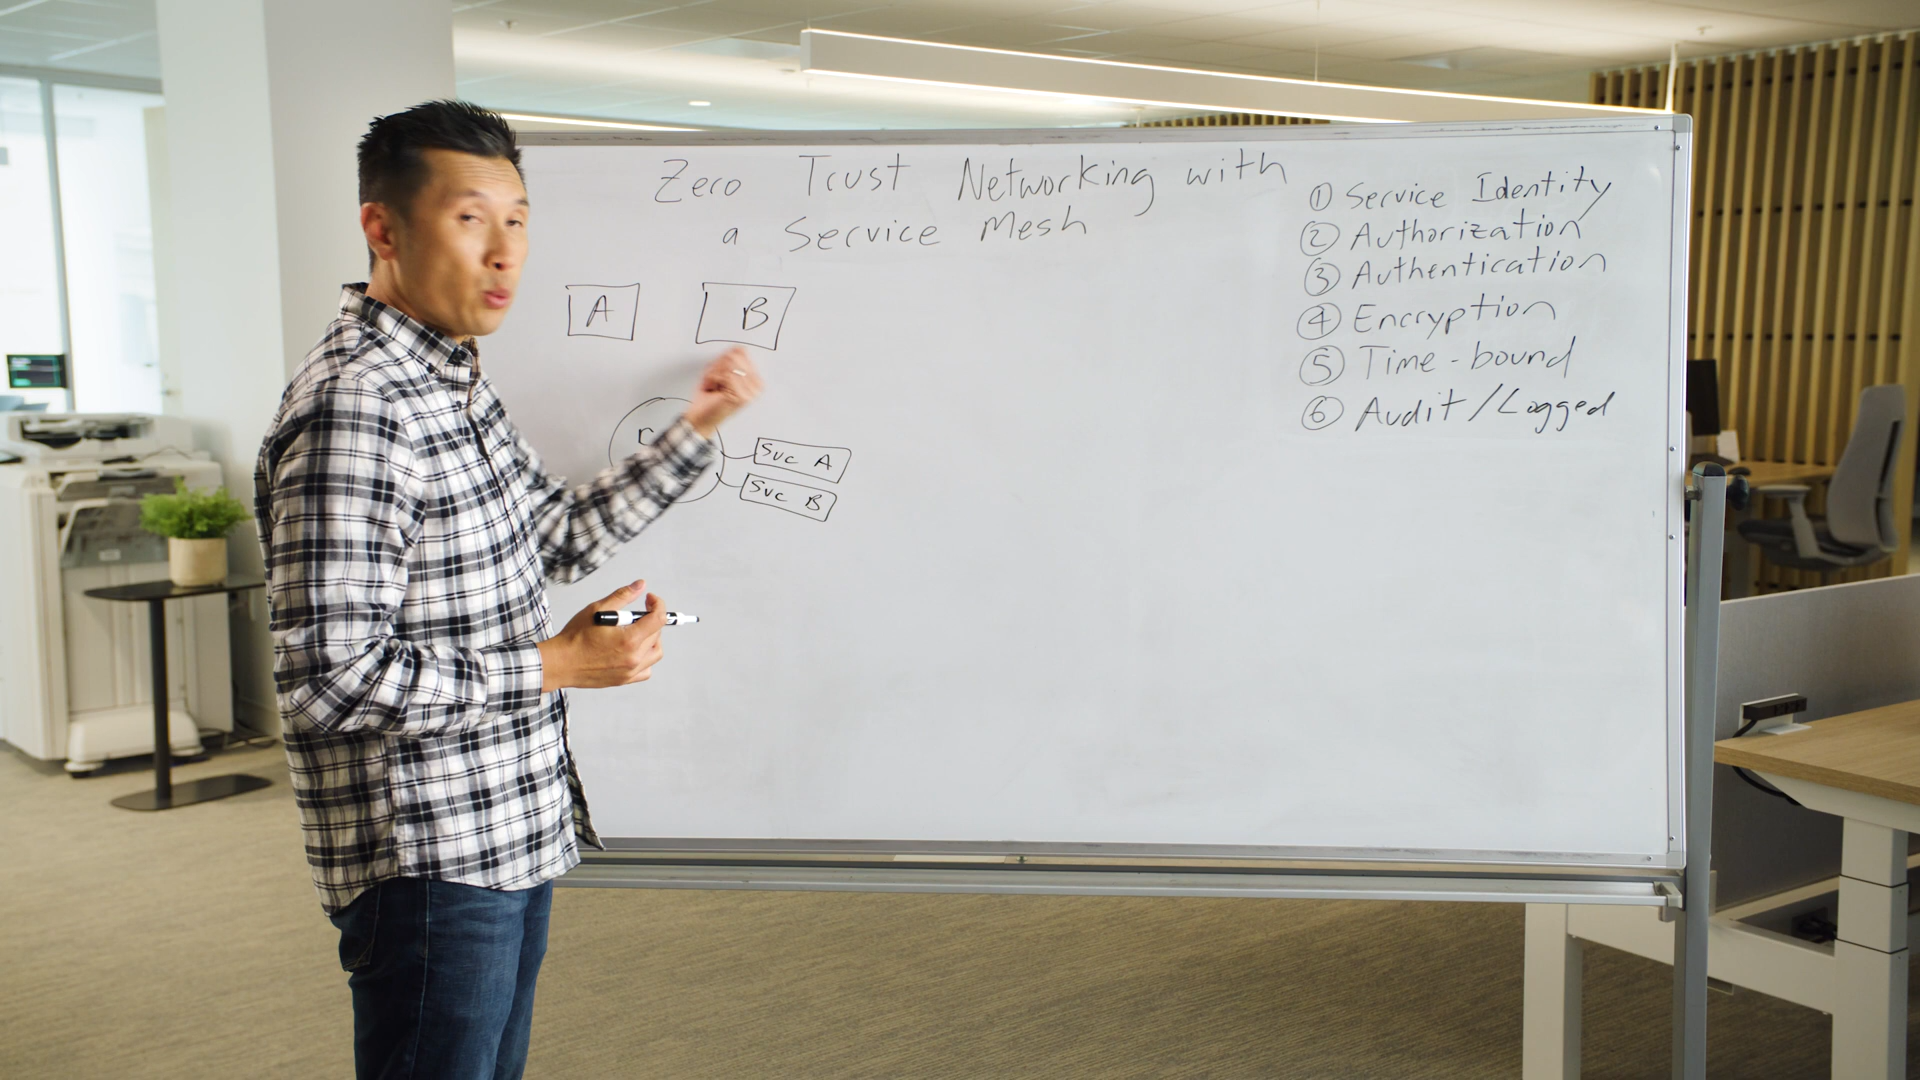 Zero Trust Networking with
a Service Mesh
① Service Identity
② Authorization
③ Authentication
④ Encryption
⑤ Time-bound
⑥ Audit/Logged
A
B
Svc A
Svc B